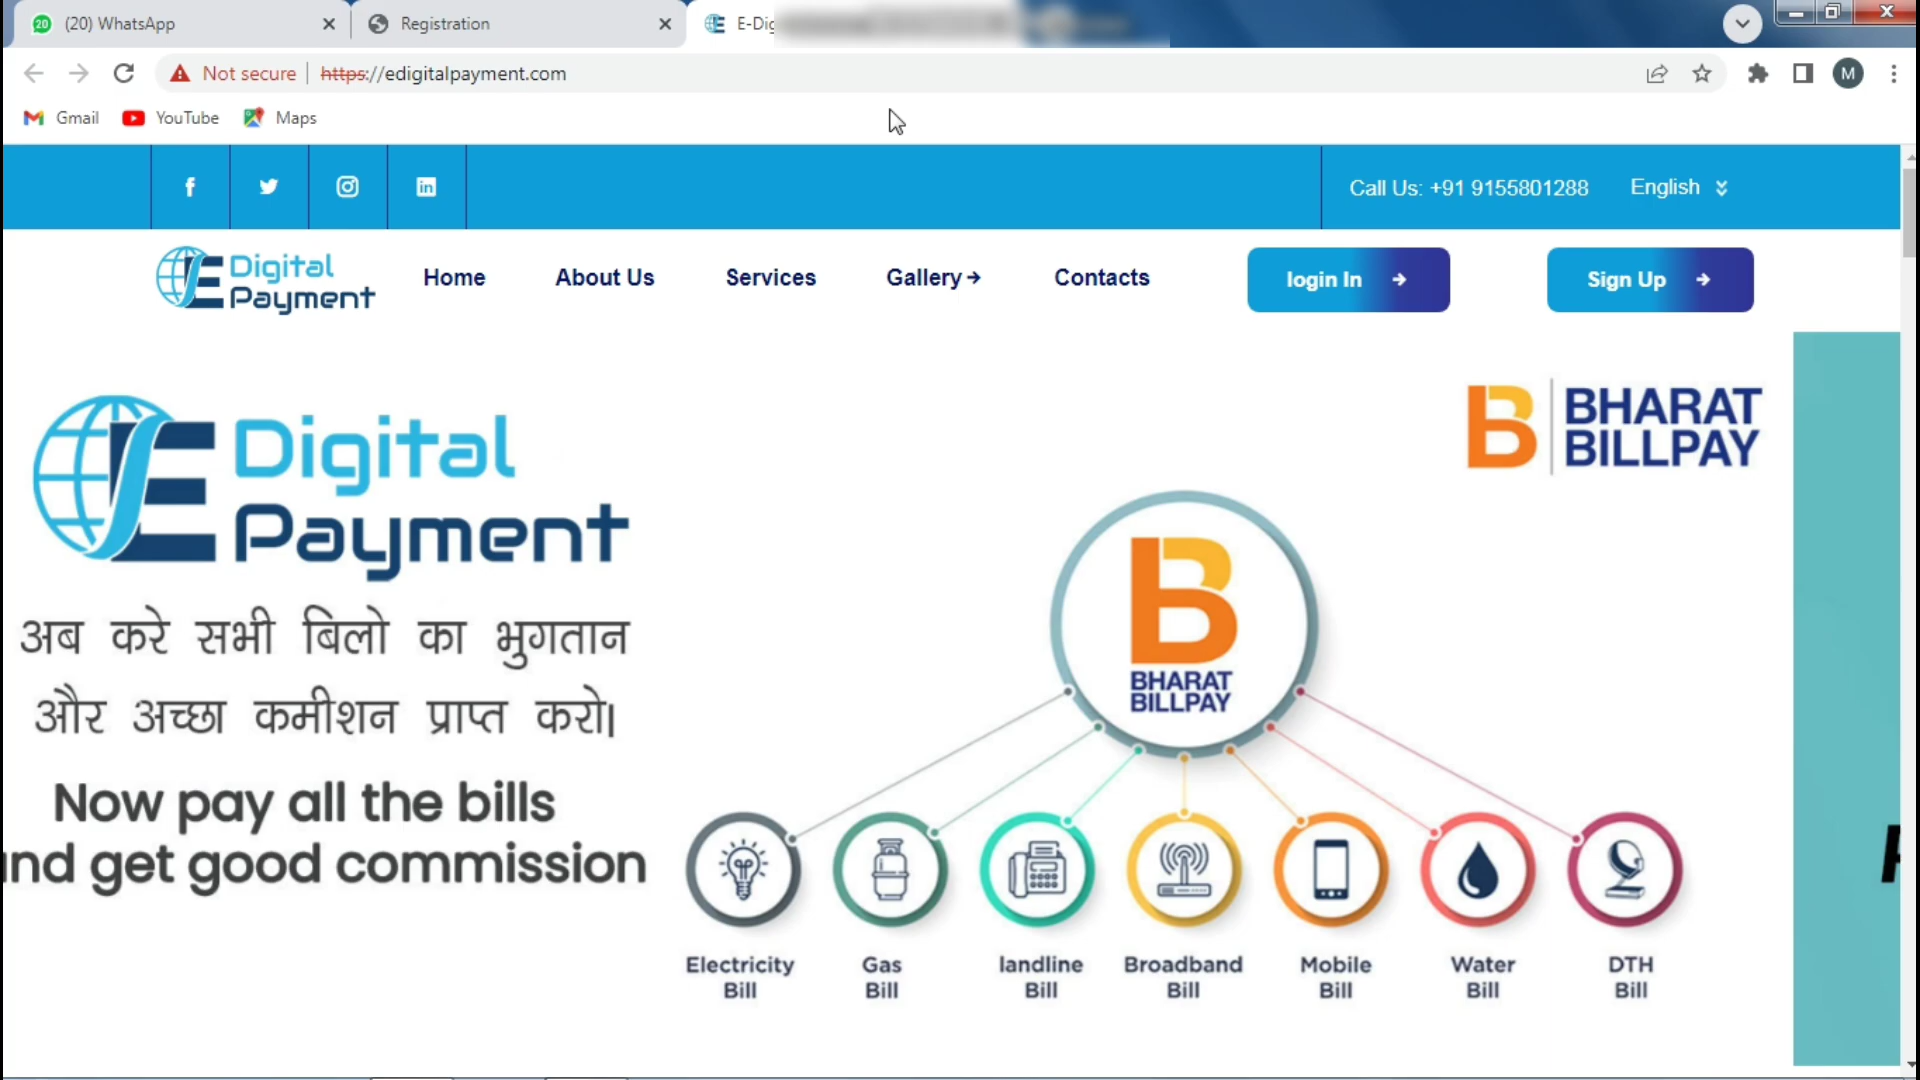 20 (20) WhatsApp
Registration
E-Dig
Not secure https://edigitalpayment.com
M
Gmail YouTube Maps
f in Call Us: +91 9155801288 English
E Digital
Payment
Home About Us Services Gallery Contacts login In Sign Up
B BHARAT
BILLPAY
E Digital
Payment
अब करे सभी बिलो का भुगतान
और अच्छा कमीशन प्राप्त करो।
Now pay all the bills
and get good commission
B
BHARAT
BILLPAY
Electricity
Bill
Gas
Bill
landline
Bill
Broadband
Bill
Mobile
Bill
Water
Bill
DTH
Bill